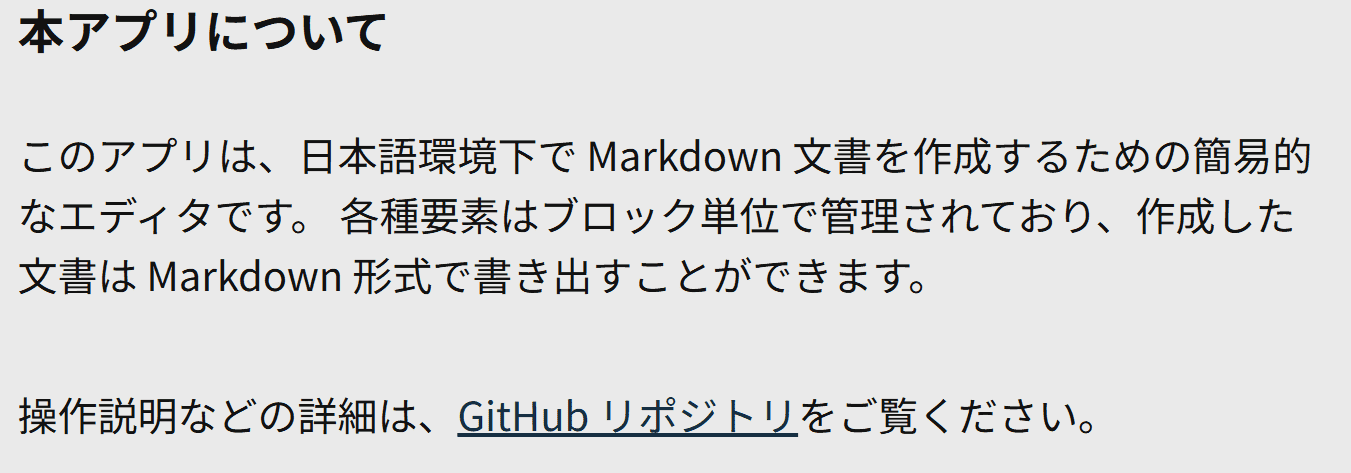 本アプリについて
このアプリは、日本語環境下で Markdown 文書を作成するための簡易的
なエディタです。 各種要素はブロック単位で管理されており、作成した
文書は Markdown 形式で書き出すことができます。
操作説明などの詳細は、GitHub リポジトリをご覧ください。